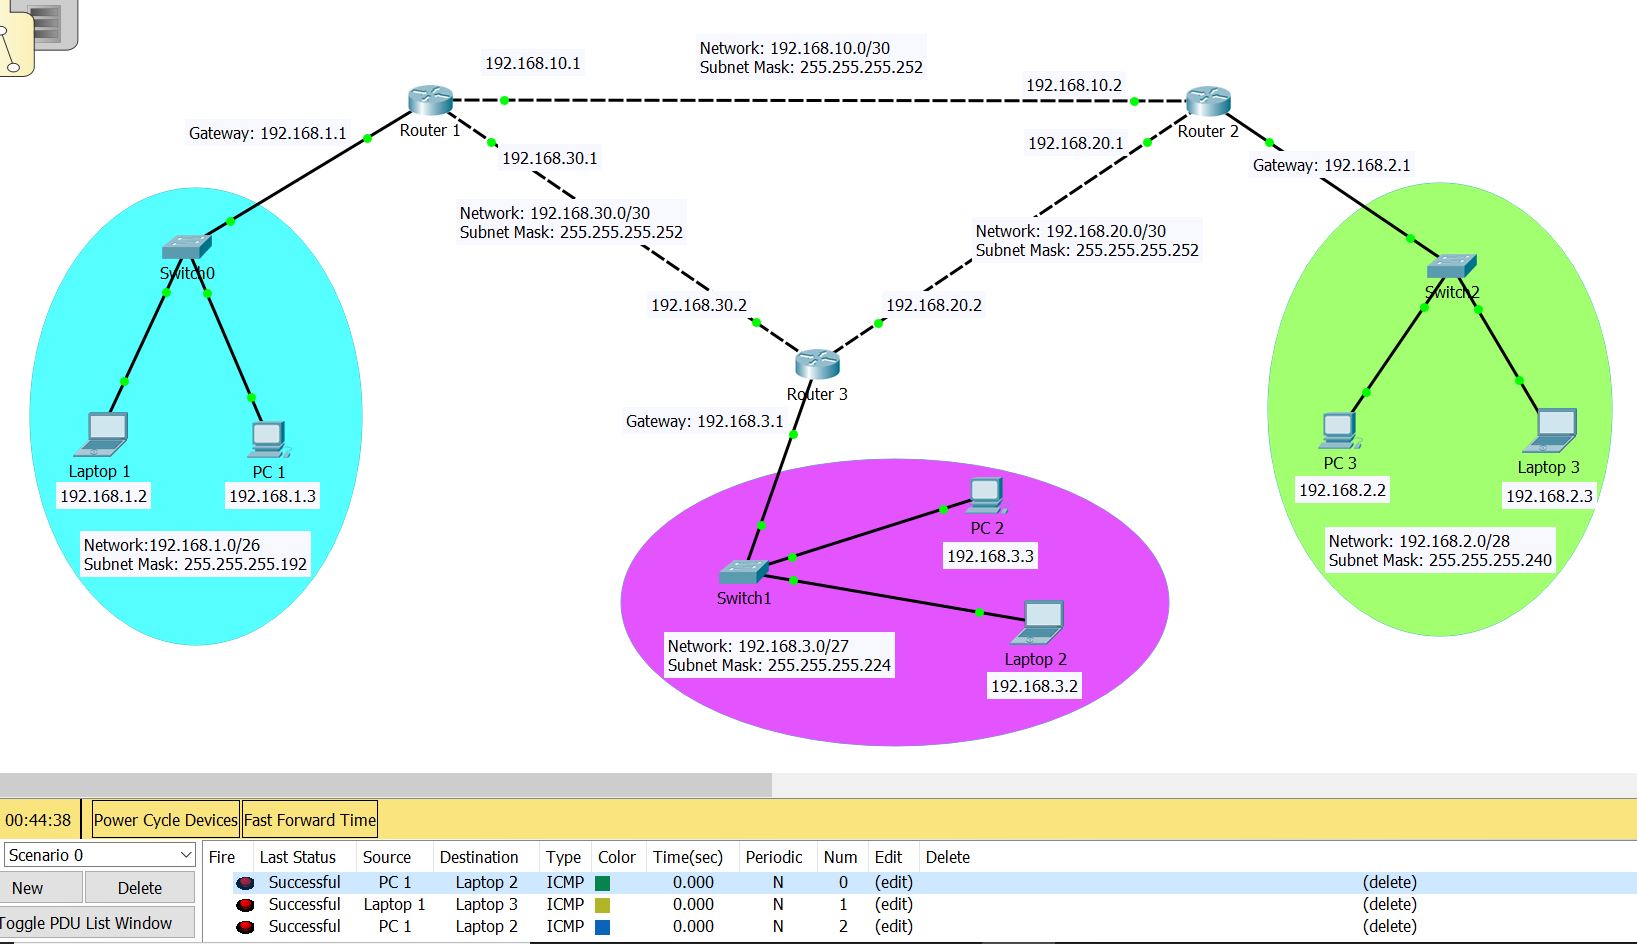 Network: 192.168.10.0/30
Subnet Mask: 255.255.255.252
192.168.10.1
192.168.10.2
Router 1
Router 2
Gateway: 192.168.1.1
192.168.30.1
192.168.20.1
Gateway: 192.168.2.1
Network: 192.168.30.0/30
Subnet Mask: 255.255.255.252
Network: 192.168.20.0/30
Subnet Mask: 255.255.255.252
Switch0
Switch2
192.168.30.2
192.168.20.2
Router 3
Gateway: 192.168.3.1
Laptop 1
192.168.1.2
PC 1
192.168.1.3
Network:192.168.1.0/26
Subnet Mask: 255.255.255.192
PC 3
192.168.2.2
Laptop 3
192.168.2.3
Network: 192.168.2.0/28
Subnet Mask: 255.255.255.240
PC 2
192.168.3.3
Switch1
Network: 192.168.3.0/27
Subnet Mask: 255.255.255.224
Laptop 2
192.168.3.2
00:44:38 Power Cycle Devices Fast Forward Time
Scenario 0
New Delete
Toggle PDU List Window
Fire Last Status Source Destination Type Color Time(sec) Periodic Num Edit Delete
Successful PC 1 Laptop 2 ICMP 0.000 N 0 (edit) (delete)
Successful Laptop 1 Laptop 3 ICMP 0.000 N 1 (edit) (delete)
Successful PC 1 Laptop 2 ICMP 0.000 N 2 (edit) (delete)